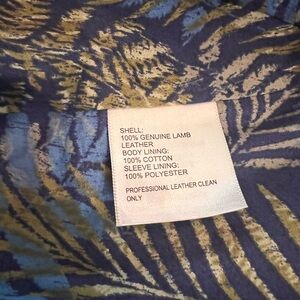 SHELL:
100% GENUINE LAMB
LEATHER
BODY LINING:
100% COTTON
SLEEVE LINING:
100% POLYESTER
PROFESSIONAL LEATHER CLEAN
ONLY